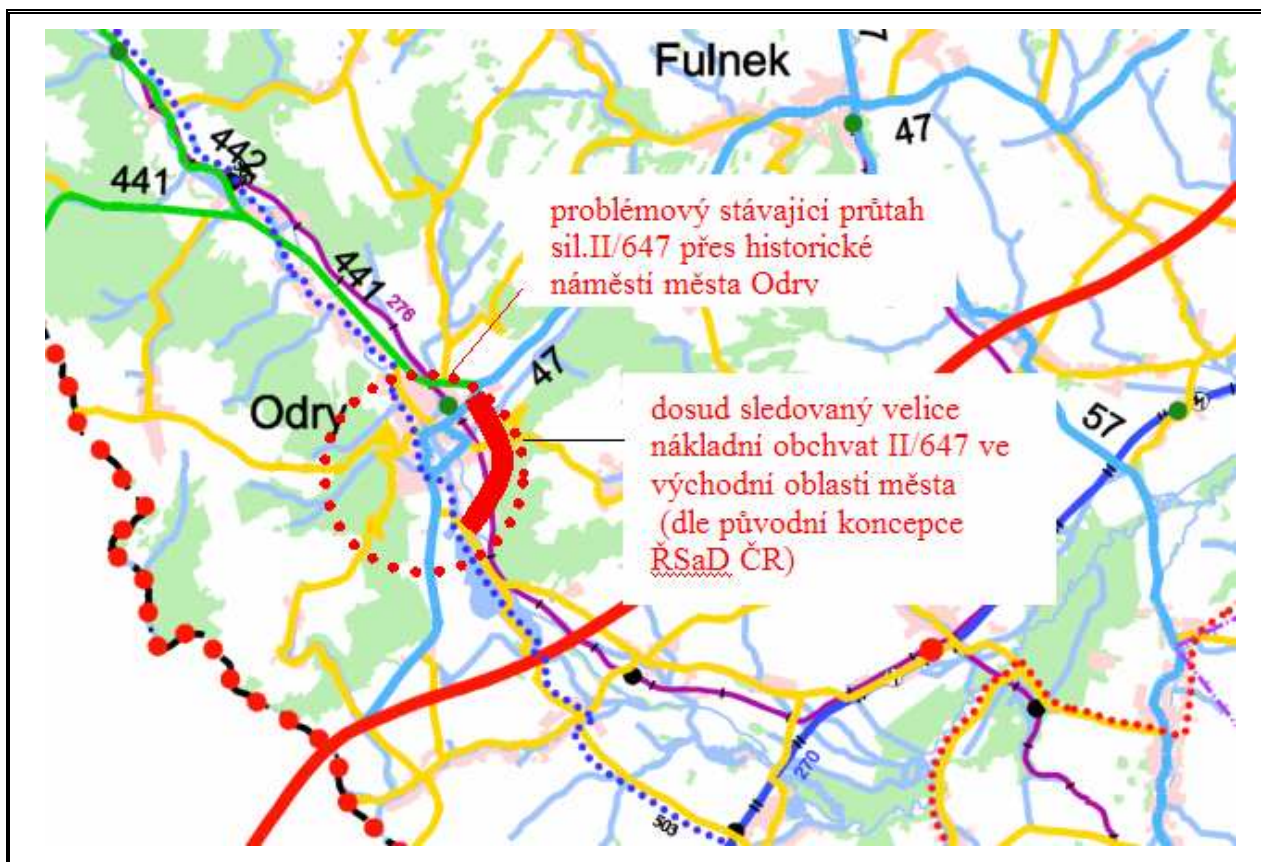 Fulnek
47
442
441
441
276
problémový stávající průtah
sil.II/647 přes historické
náměstí města Odry
47
Odry
dosud sledovaný velice
nákladní obchvat II/647 ve
východní oblasti města
(dle původní koncepce
ŘSaD ČR)
57
270
503